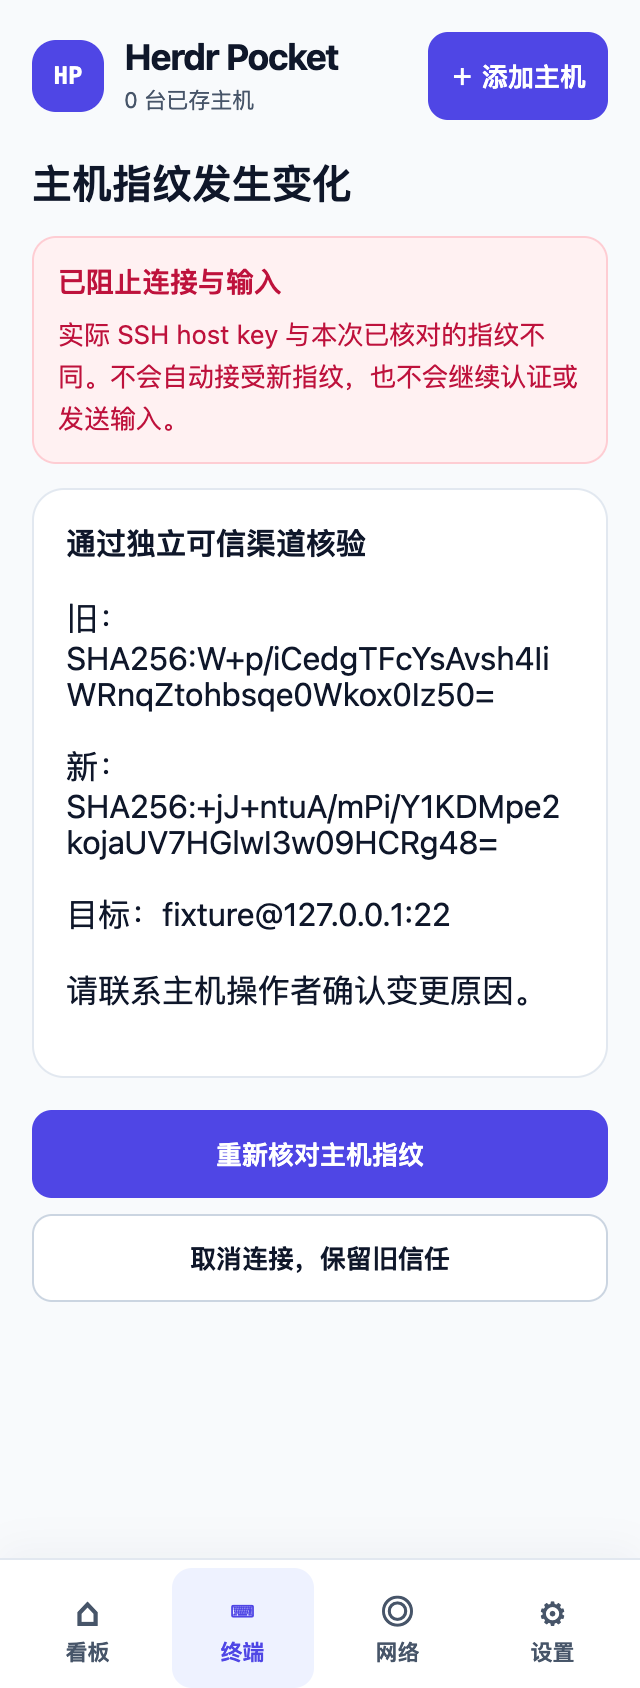 HP
Herdr Pocket
0 台已存主机
+ 添加主机
主机指纹发生变化
已阻止连接与输入
实际 SSH host key 与本次已核对的指纹不
同。不会自动接受新指纹，也不会继续认证或
发送输入。
通过独立可信渠道核验
旧：
SHA256:W+p/iCedgTFcYsAvsh4Ii
WRnqZtohbsqe0Wkox0Iz50=
新：
SHA256:+jJ+ntuA/mPi/Y1KDMpe2
kojaUV7HGlwI3w09HCRg48=
目标：fixture@127.0.0.1:22
请联系主机操作者确认变更原因。
重新核对主机指纹
取消连接，保留旧信任
看板
终端
网络
设置